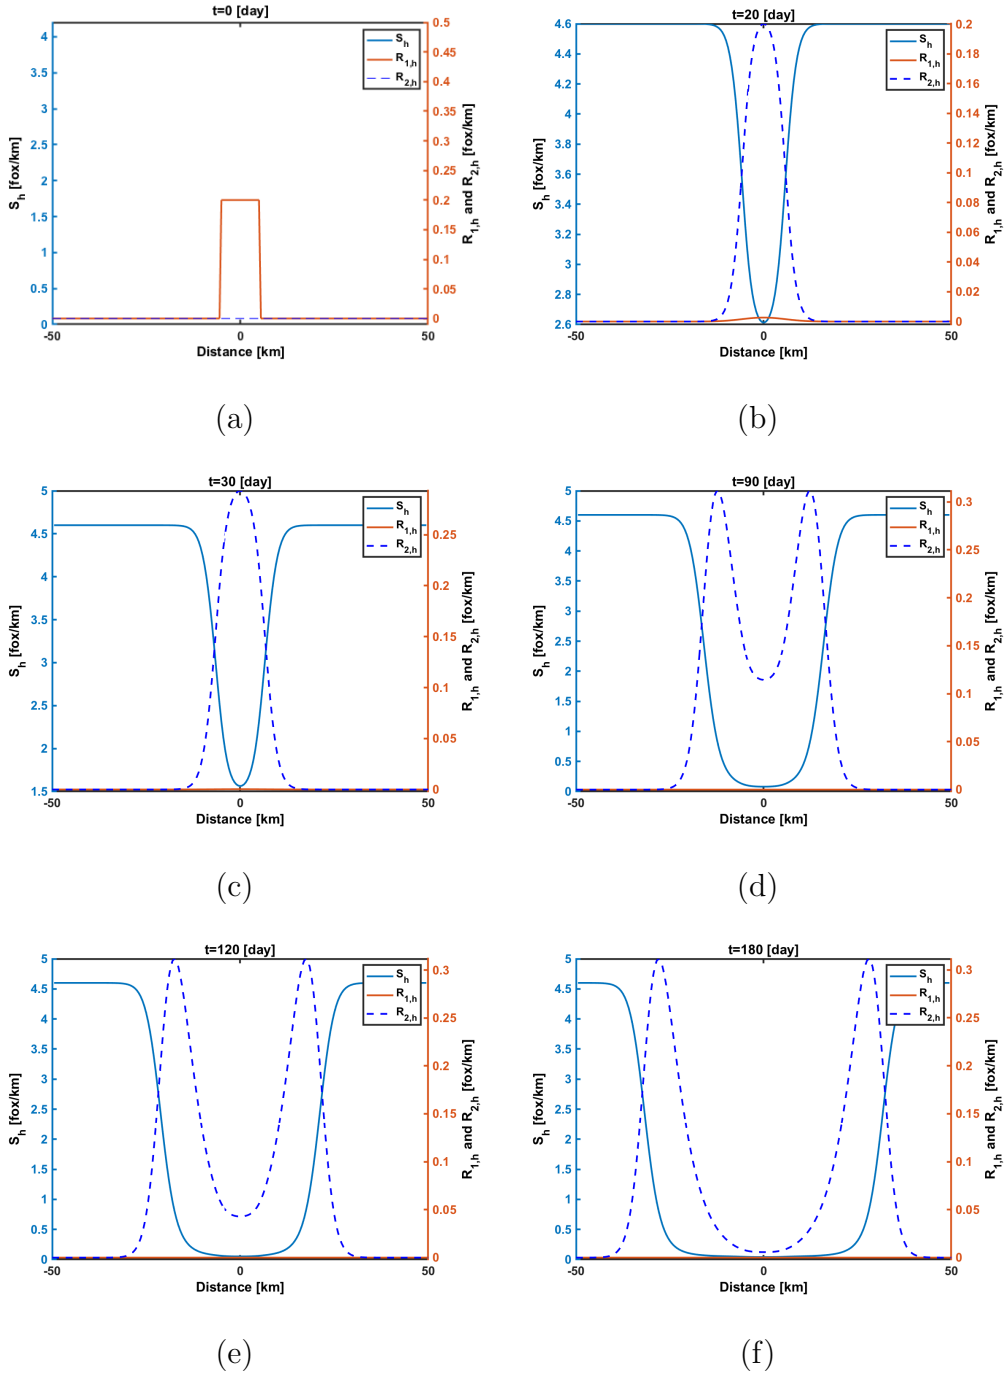 t=0 [day]
S_h [fox/km]
4
3.5
3
2.5
2
1.5
1
0.5
0
S_h
R_1,h
R_2,h
0.5
0.45
0.4
0.35
0.3
0.25
0.2
0.15
0.1
0.05
0
R_1,h and R_2,h [fox/km]
-50 0 50
Distance [km]
(a)
t=20 [day]
S_h [fox/km]
4.6
4.4
4.2
4
3.8
3.6
3.4
3.2
3
2.8
2.6
S_h
R_1,h
R_2,h
0.2
0.18
0.16
0.14
0.12
0.1
0.08
0.06
0.04
0.02
0
R_1,h and R_2,h [fox/km]
-50 0 50
Distance [km]
(b)
t=30 [day]
S_h [fox/km]
5
4.5
4
3.5
3
2.5
2
1.5
S_h
R_1,h
R_2,h
0.25
0.2
0.15
0.1
0.05
0
R_1,h and R_2,h [fox/km]
-50 0 50
Distance [km]
(c)
t=90 [day]
S_h [fox/km]
5
4.5
4
3.5
3
2.5
2
1.5
1
0.5
0
S_h
R_1,h
R_2,h
0.3
0.25
0.2
0.15
0.1
0.05
0
R_1,h and R_2,h [fox/km]
-50 0 50
Distance [km]
(d)
t=120 [day]
S_h [fox/km]
5
4.5
4
3.5
3
2.5
2
1.5
1
0.5
0
S_h
R_1,h
R_2,h
0.3
0.25
0.2
0.15
0.1
0.05
0
R_1,h and R_2,h [fox/km]
-50 0 50
Distance [km]
(e)
t=180 [day]
S_h [fox/km]
5
4.5
4
3.5
3
2.5
2
1.5
1
0.5
0
S_h
R_1,h
R_2,h
0.3
0.25
0.2
0.15
0.1
0.05
0
R_1,h and R_2,h [fox/km]
-50 0 50
Distance [km]
(f)